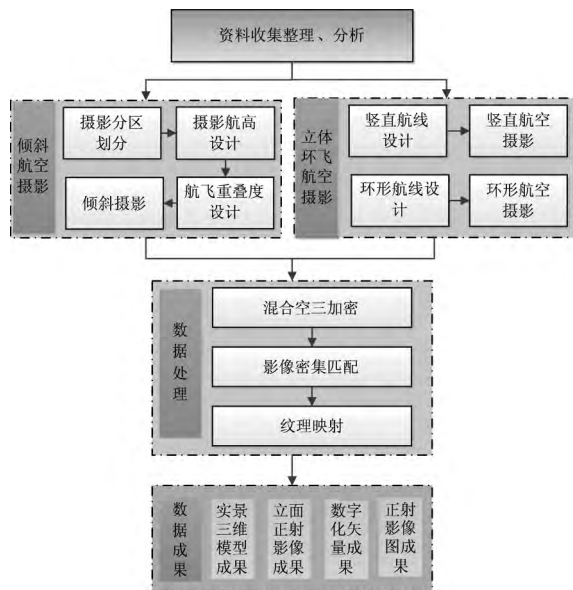 资料收集整理、分析
倾斜
航空
摄影
摄影分区
划分
摄影航高
设计
倾斜摄影
航飞重叠度
设计
立体
环飞
航空
摄影
竖直航线
设计
竖直航空
摄影
环形航线设
计
环形航空
摄影
数
据
处
理
混合空三加密
影像密集匹配
纹理映射
数
据
成
果
实景
三维
模型
成果
立面
正射
影像
成果
数字
化矢
量成
果
正射
影像
图成
果